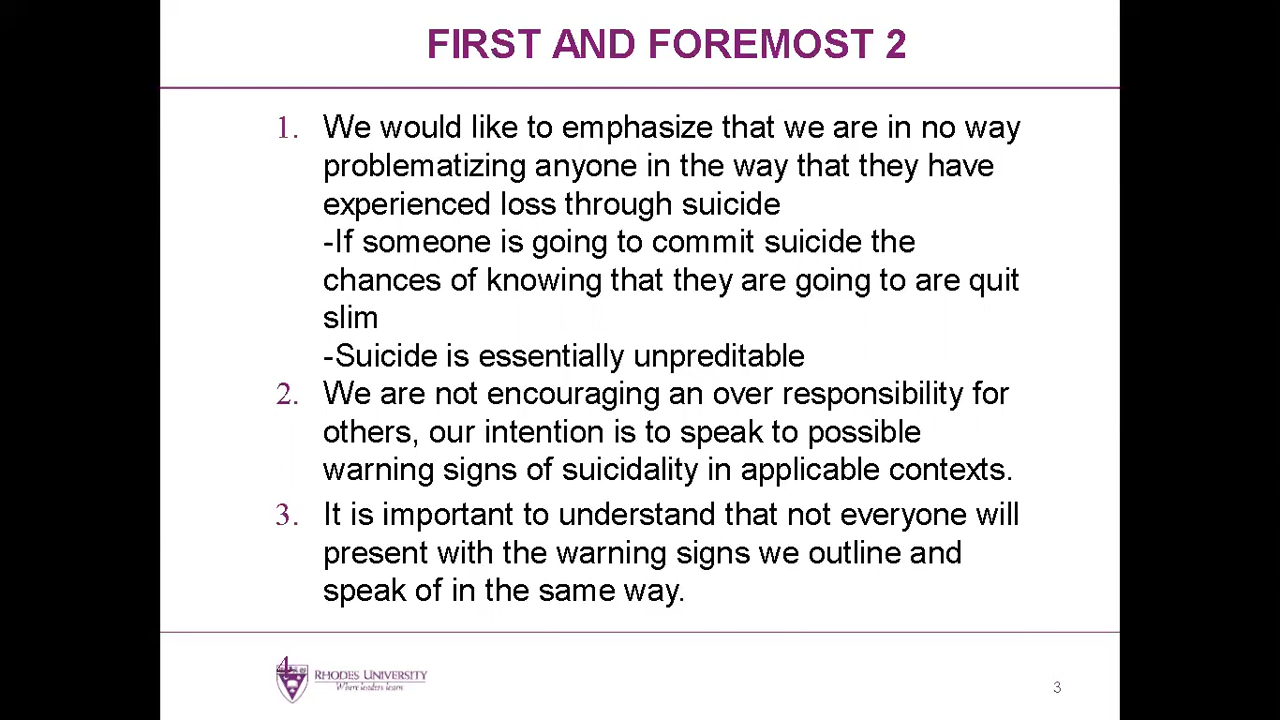 FIRST AND FOREMOST 2
1. We would like to emphasize that we are in no way
problematizing anyone in the way that they have
experienced loss through suicide
-If someone is going to commit suicide the
chances of knowing that they are going to are quit
slim
-Suicide is essentially unpreditable
2. We are not encouraging an over responsibility for
others, our intention is to speak to possible
warning signs of suicidality in applicable contexts.
3. It is important to understand that not everyone will
present with the warning signs we outline and
speak of in the same way.
4.
RHODES UNIVERSITY
Where leaders learn
3